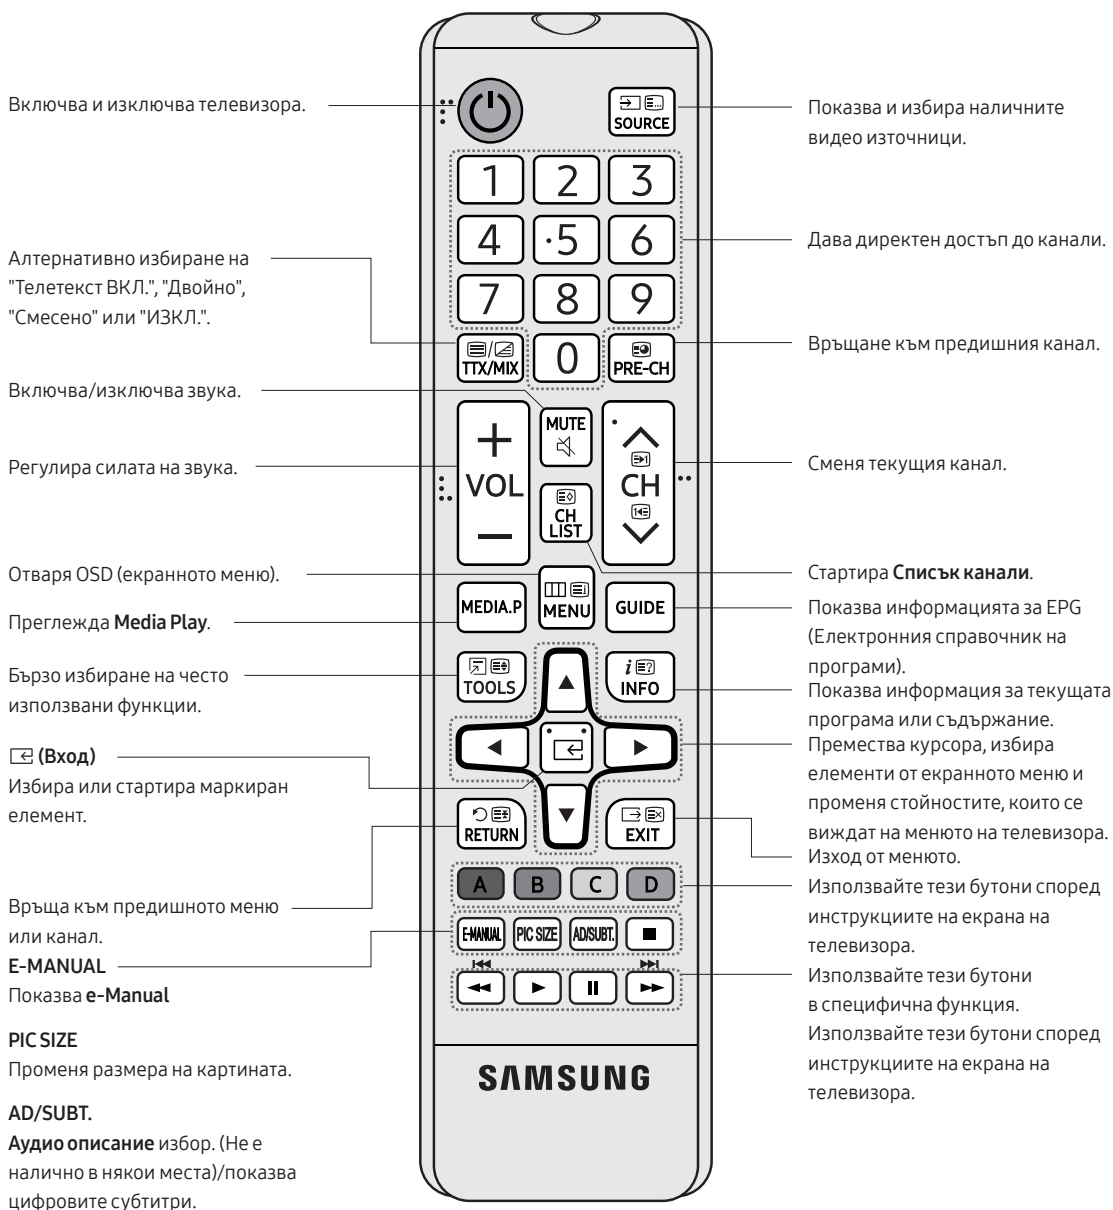 Включва и изключва телевизора.
Алтернативно избиране на
"Телетекст ВКЛ.", "Двойно",
"Смесено" или "ИЗКЛ.".
Включва/изключва звука.
Регулира силата на звука.
Отваря OSD (екранното меню).
Преглежда Media Play.
Бързо избиране на често
използвани функции.
(Вход)
Избира или стартира маркиран
елемент.
Връща към предишното меню
или канал.
E-MANUAL
Показва e-Manual
PIC SIZE
Променя размера на картината.
AD/SUBT.
Аудио описание избор. (Не е
налично в някои места)/показва
цифровите субтитри.
SOURCE
1 2 3
4 ·5 6
7 8 9
TTX/MIX 0 PRE-CH
MUTE
+
VOL
—
CH
CH
LIST
MEDIA.P
MENU
GUIDE
TOOLS
INFO
RETURN
EXIT
A B C D
E-MANUAL PIC SIZE AD/SUBT.
SAMSUNG
Показва и избира наличните
видео източници.
Дава директен достъп до канали.
Връщане към предишния канал.
Сменя текущия канал.
Стартира Списък канали.
Показва информацията за EPG
(Електронния справочник на
програми).
Показва информация за текущата
програма или съдържание.
Премества курсора, избира
елементи от екранното меню и
променя стойностите, които се
виждат на менюто на телевизора.
Изход от менюто.
Използвайте тези бутони според
инструкциите на екрана на
телевизора.
Използвайте тези бутони
в специфична функция.
Използвайте тези бутони според
инструкциите на екрана на
телевизора.